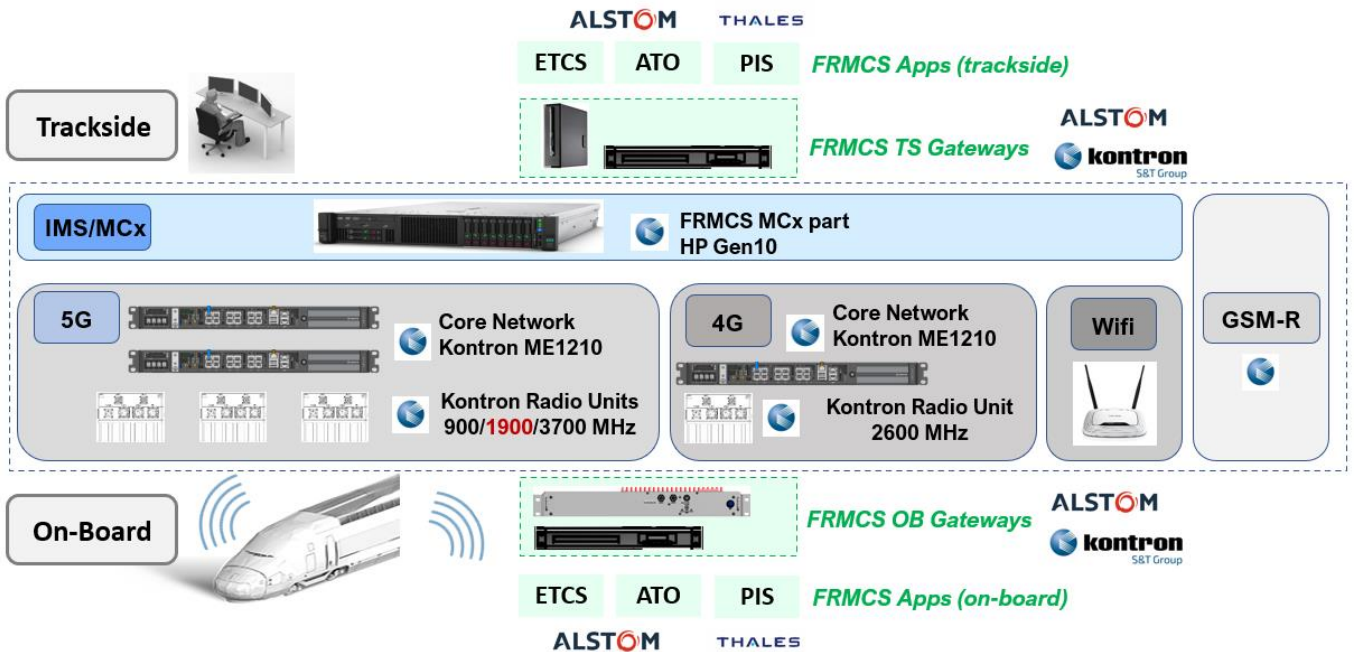 ALSTOM THALES
ETCS ATO PIS FRMCS Apps (trackside)
Trackside
ALSTOM
FRMCS TS Gateways
kontron
S&T Group
IMS/MCx
FRMCS MCx part
HP Gen10
5G
Core Network
Kontron ME1210
Kontron Radio Units
900/1900/3700 MHz
4G
Core Network
Kontron ME1210
Kontron Radio Unit
2600 MHz
Wifi
GSM-R
On-Board
FRMCS OB Gateways
ALSTOM
kontron
S&T Group
ETCS ATO PIS FRMCS Apps (on-board)
ALSTOM THALES